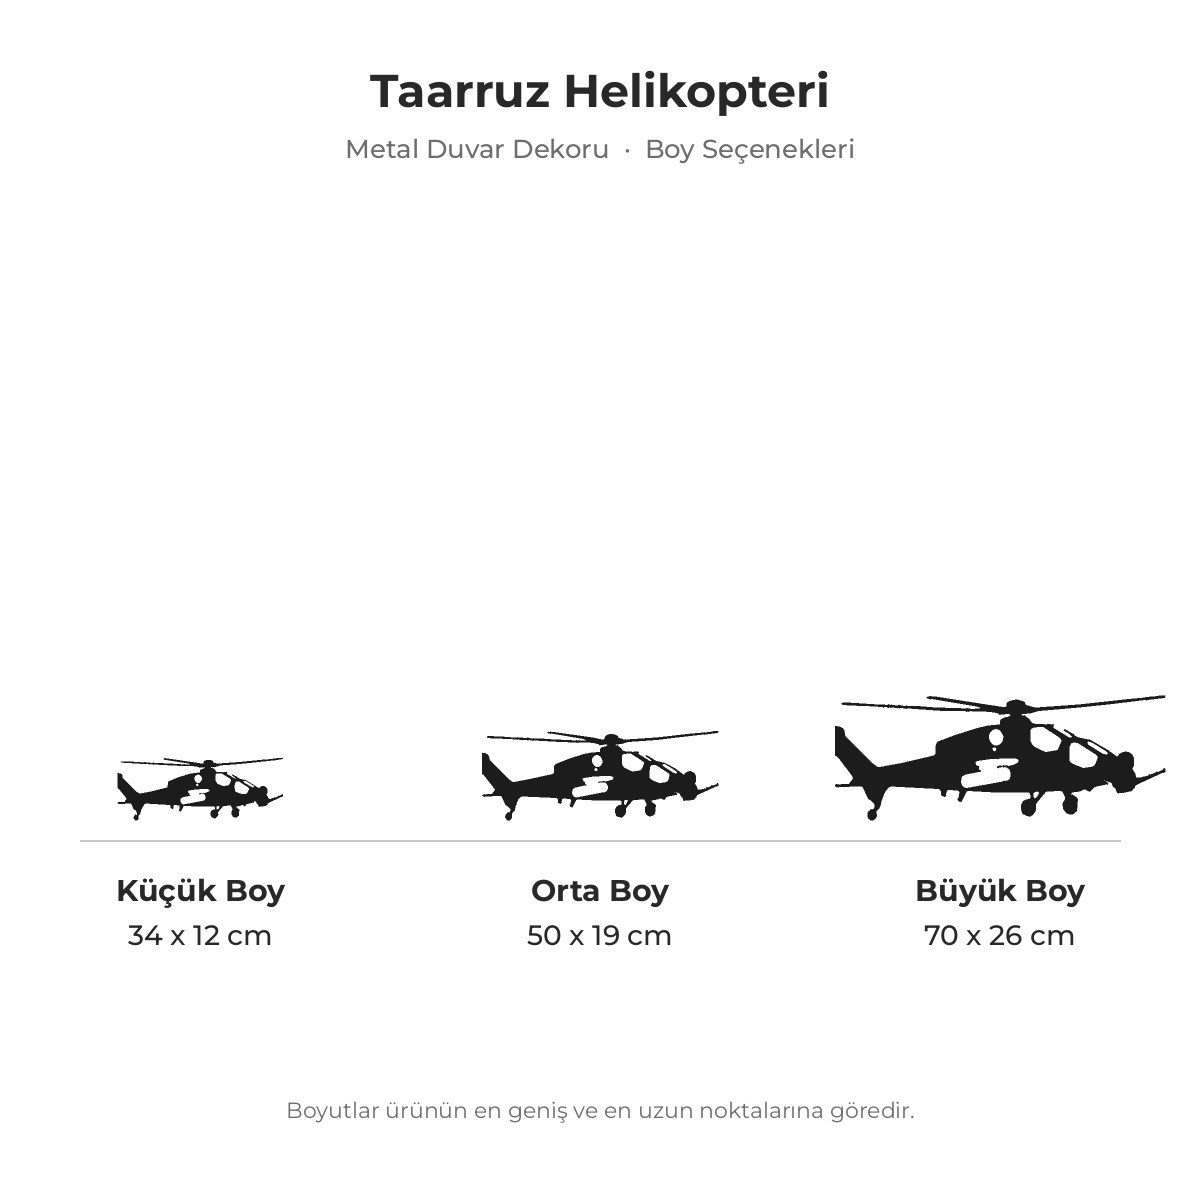 Taarruz Helikopteri
Metal Duvar Dekoru · Boy Seçenekleri
Küçük Boy
34 x 12 cm
Orta Boy
50 x 19 cm
Büyük Boy
70 x 26 cm
Boyutlar ürünün en geniş ve en uzun noktalarına göredir.